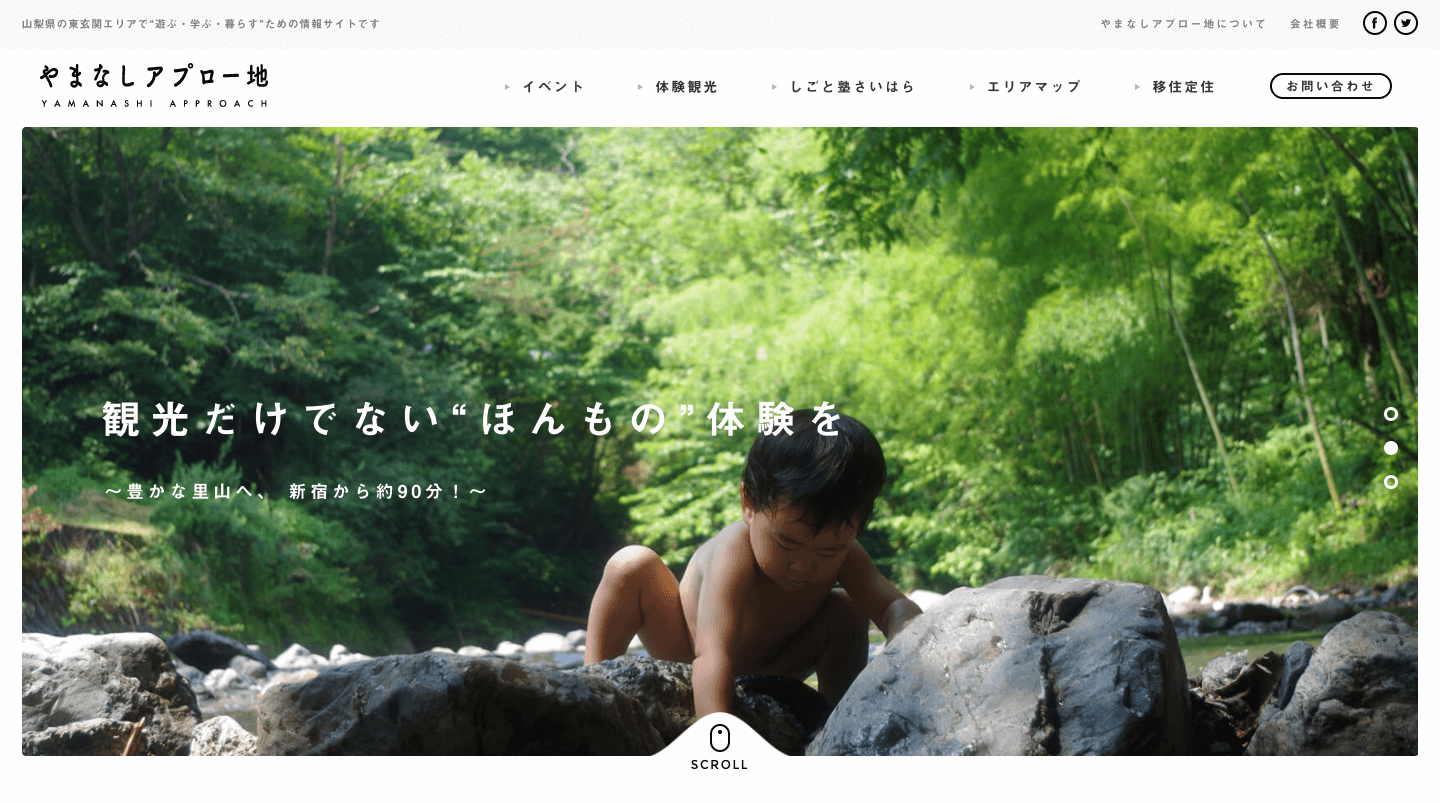 山梨県の東玄関エリアで“遊ぶ・学ぶ・暮らす”ための情報サイトです
やまなしアプロー地について
会社概要
やまなしアプロー地
YAMANASHI APPROACH
イベント
体験観光
しごと塾さいはら
エリアマップ
移住定住
お問い合わせ
観光だけでない“ほんもの”体験を
〜豊かな里山へ、 新宿から約90分！〜
SCROLL